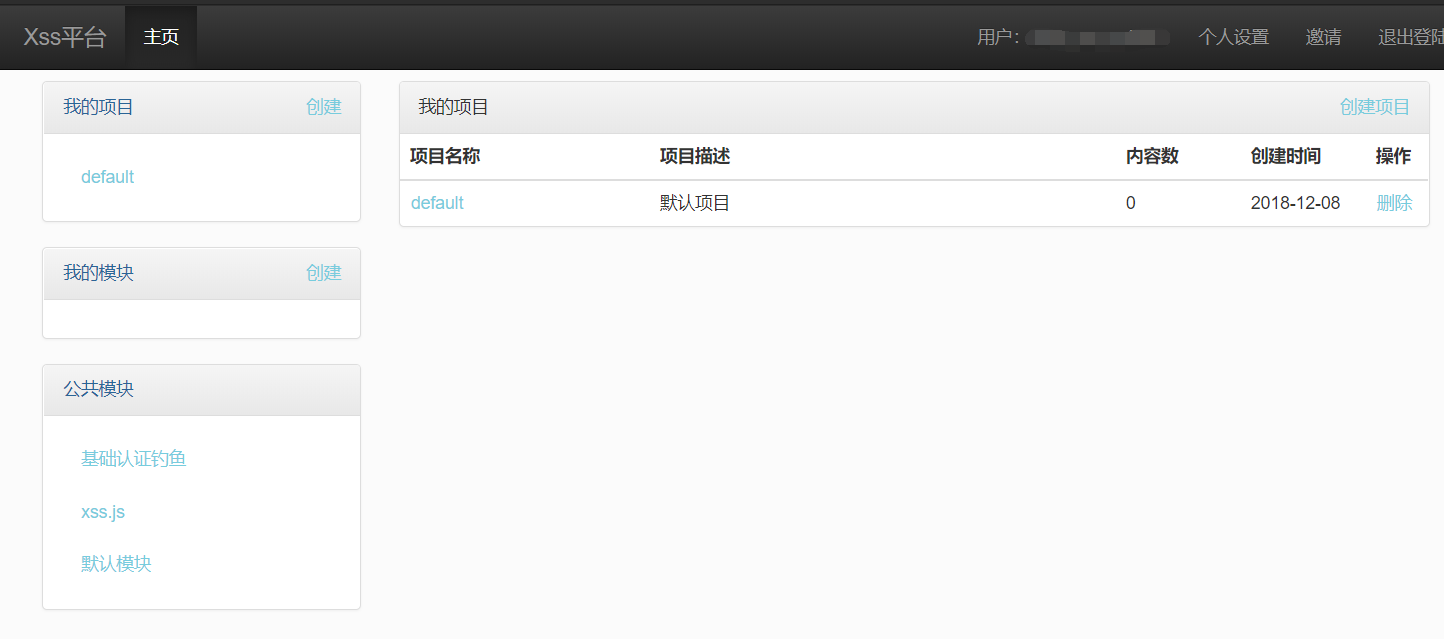 Xss平台 主页 用户: 个人设置 邀请 退出登陆
我的项目 创建
default
我的模块 创建
公共模块
基础认证钓鱼
xss.js
默认模块
我的项目 创建项目
项目名称 项目描述 内容数 创建时间 操作
default 默认项目 0 2018-12-08 删除